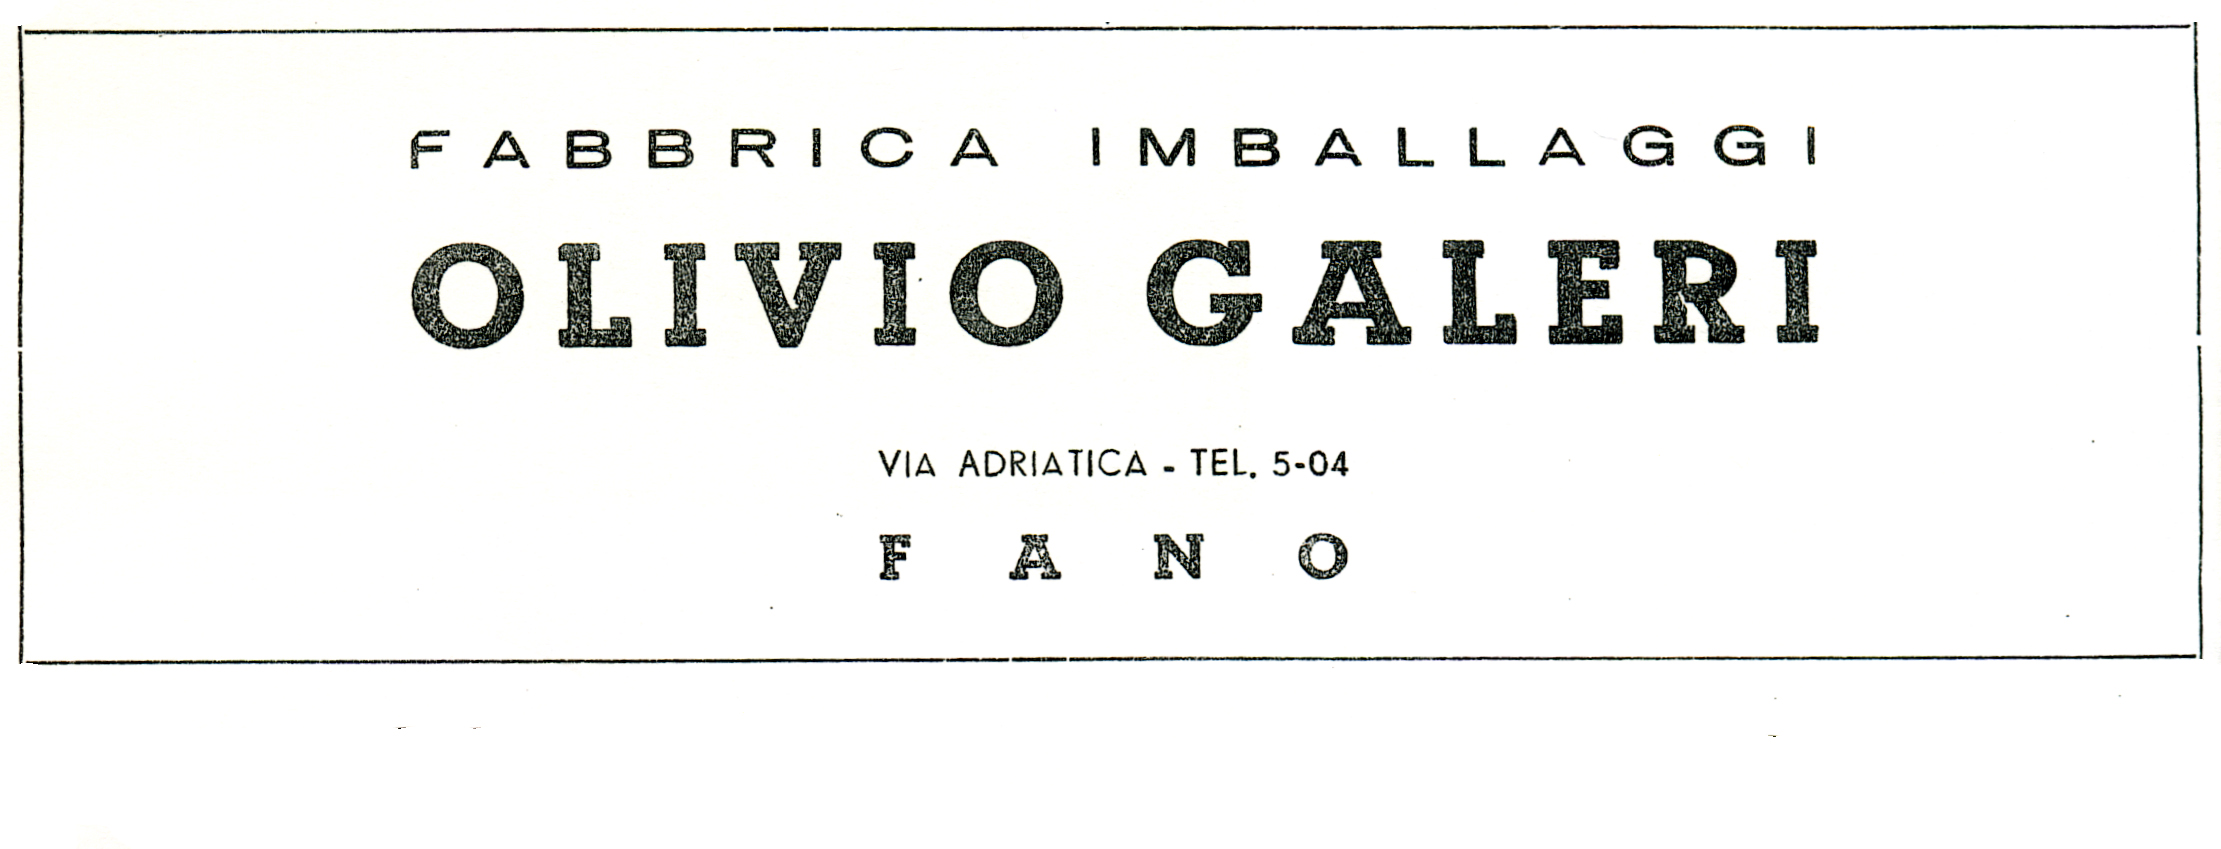 FABBRICA IMBALLAGGI
OLIVIO GALERI
VIA ADRIATICA - TEL. 5-04
FANO